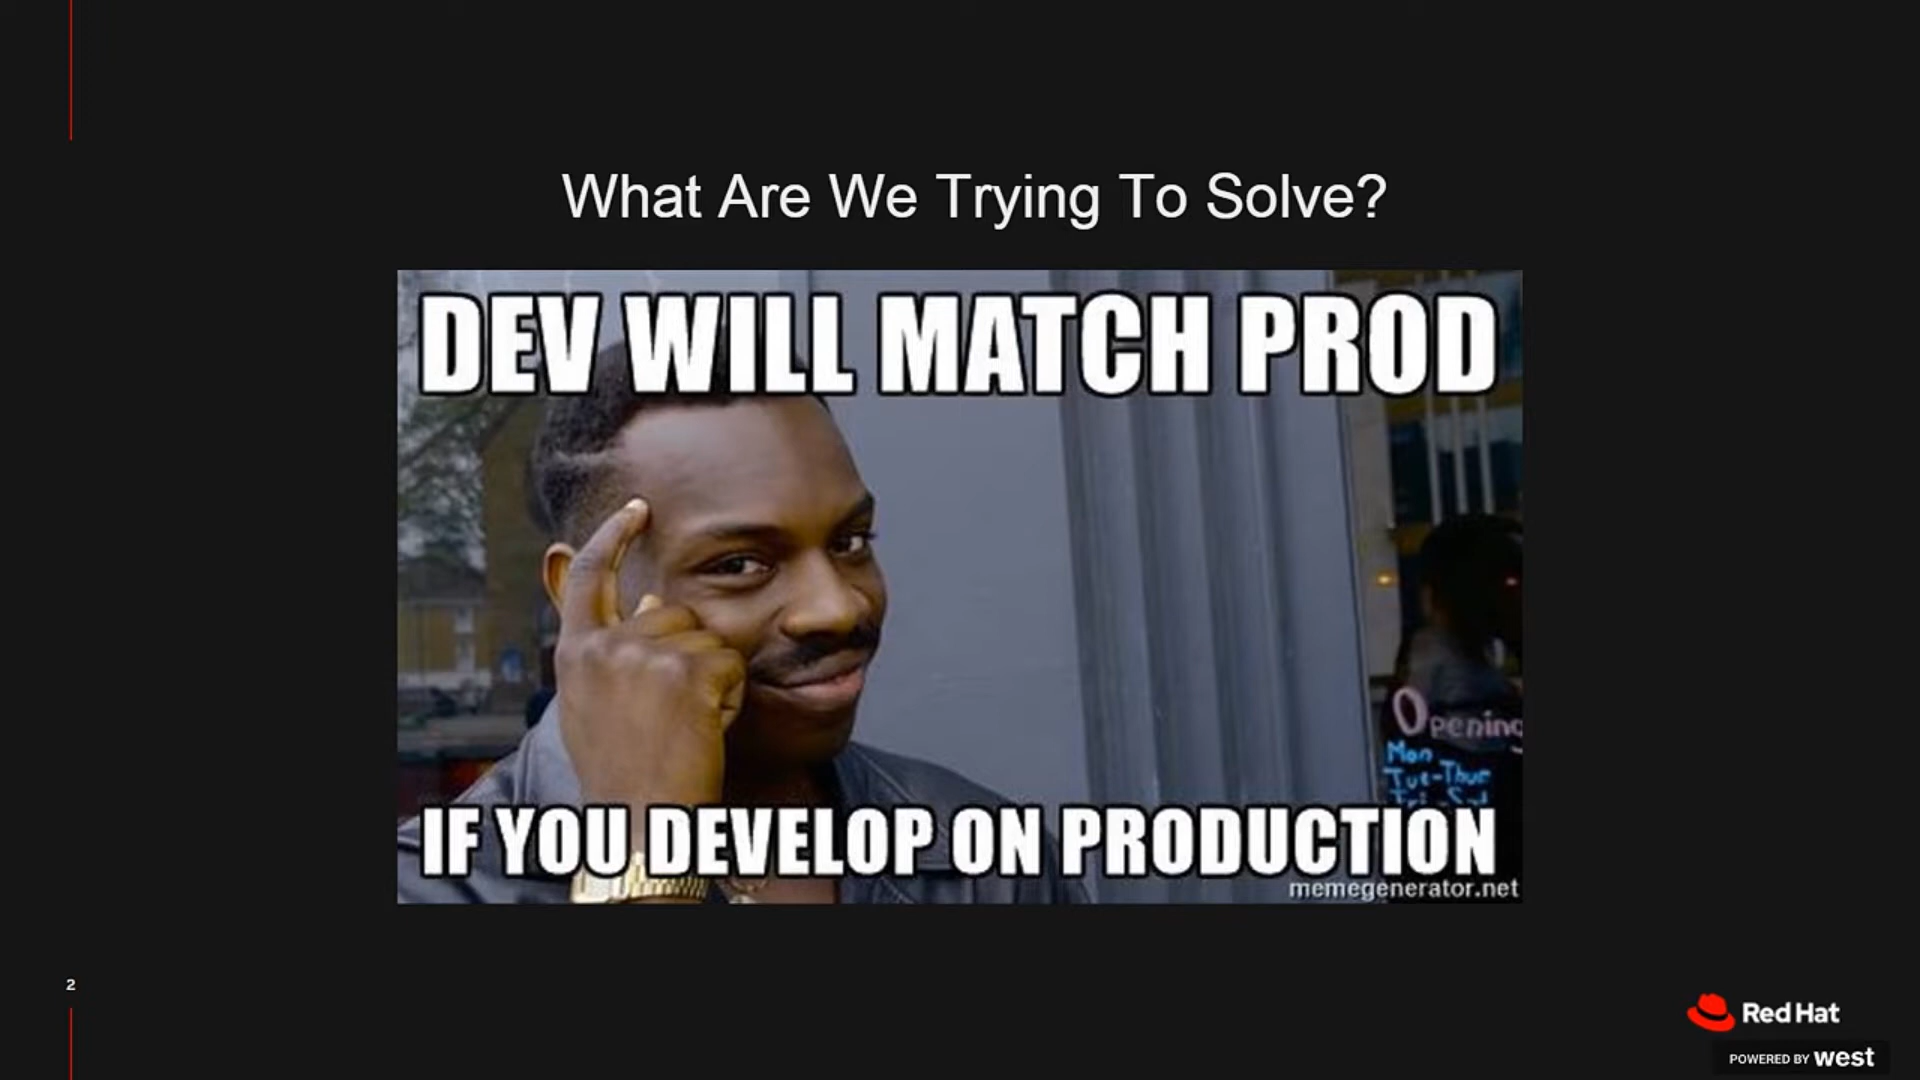 What Are We Trying To Solve?
DEV WILL MATCH PROD
Opening
Mon
Tue-Thur
IF YOU DEVELOP ON PRODUCTION
memegenerator.net
2
Red Hat
POWERED BY west